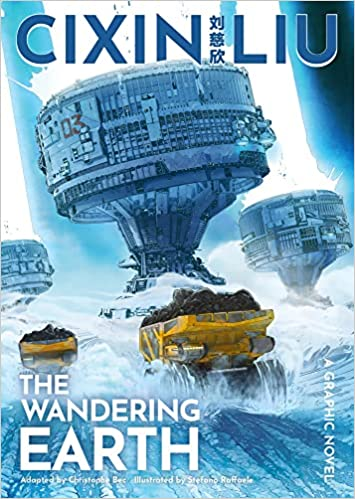 CIXIN LIU
刘慈欣
03
THE
WANDERING
EARTH
A GRAPHIC NOVEL
Adapted by Christophe Bec Illustrated by Stefano Raffaele